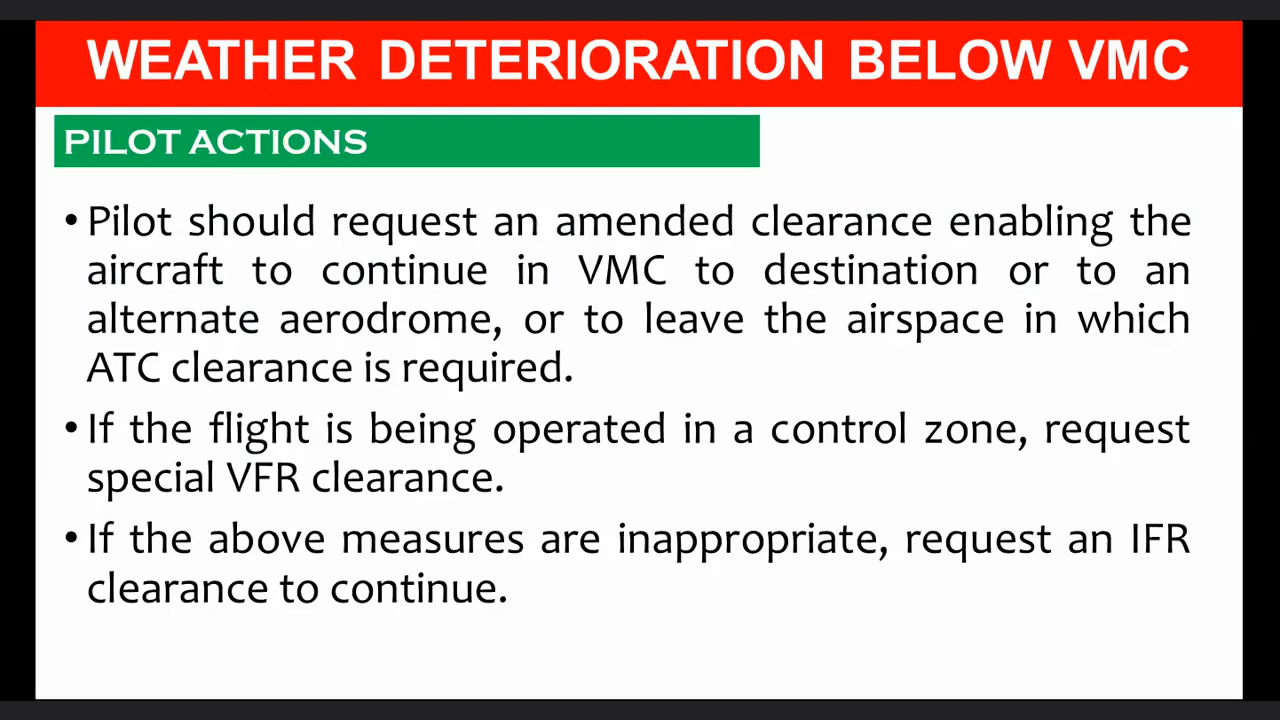 WEATHER DETERIORATION BELOW VMC
PILOT ACTIONS
• Pilot should request an amended clearance enabling the
aircraft to continue in VMC to destination or to an
alternate aerodrome, or to leave the airspace in which
ATC clearance is required.
• If the flight is being operated in a control zone, request
special VFR clearance.
• If the above measures are inappropriate, request an IFR
clearance to continue.